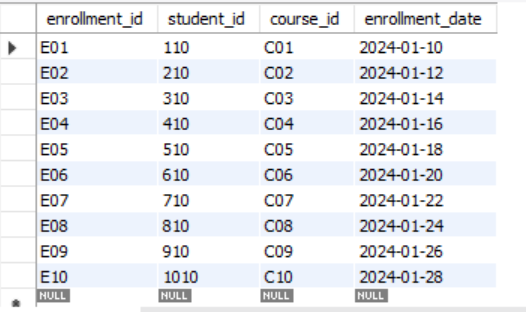 enrollment_id student_id course_id enrollment_date
E01 110 C01 2024-01-10
E02 210 C02 2024-01-12
E03 310 C03 2024-01-14
E04 410 C04 2024-01-16
E05 510 C05 2024-01-18
E06 610 C06 2024-01-20
E07 710 C07 2024-01-22
E08 810 C08 2024-01-24
E09 910 C09 2024-01-26
E10 1010 C10 2024-01-28
NULL NULL NULL NULL